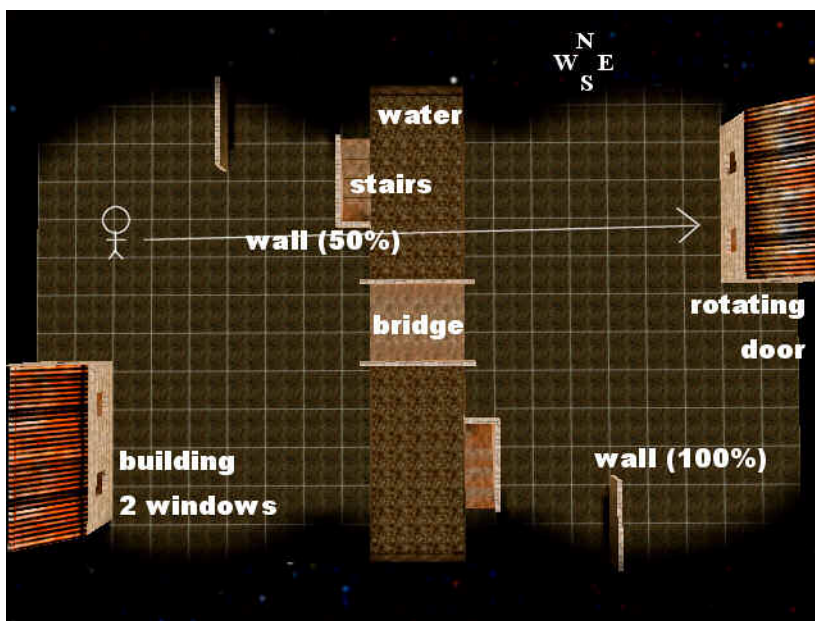 N
W E
S
water
stairs
wall (50%)
rotating
door
bridge
building
2 windows
wall (100%)